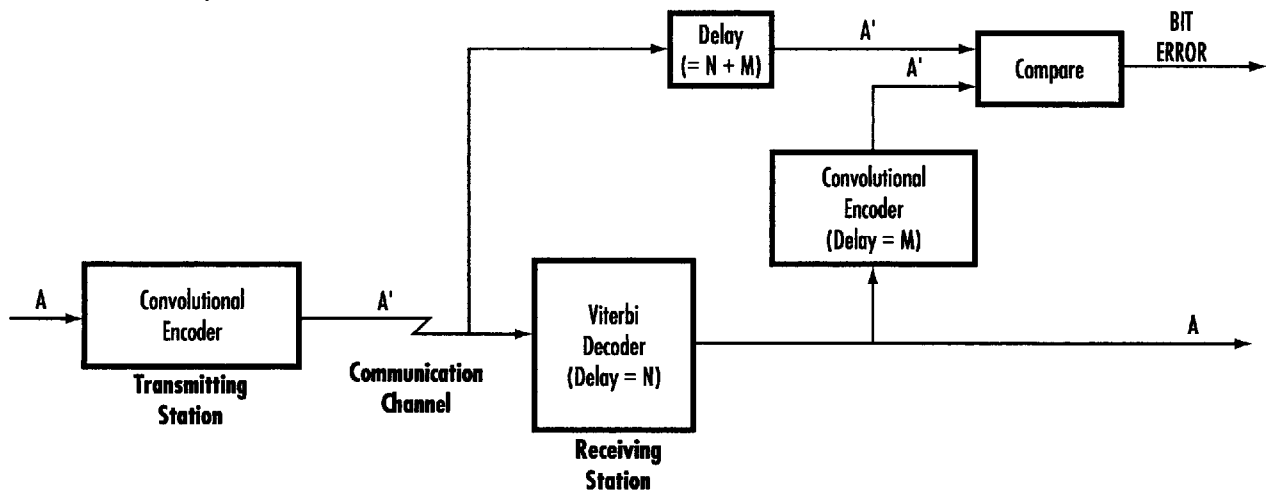 Delay
(= N + M)
A'
A'
Compare
BIT
ERROR
Convolutional
Encoder
(Delay = M)
A
Convolutional
Encoder
A'
Transmitting
Station
Communication
Channel
Viterbi
Decoder
(Delay = N)
Receiving
Station
A